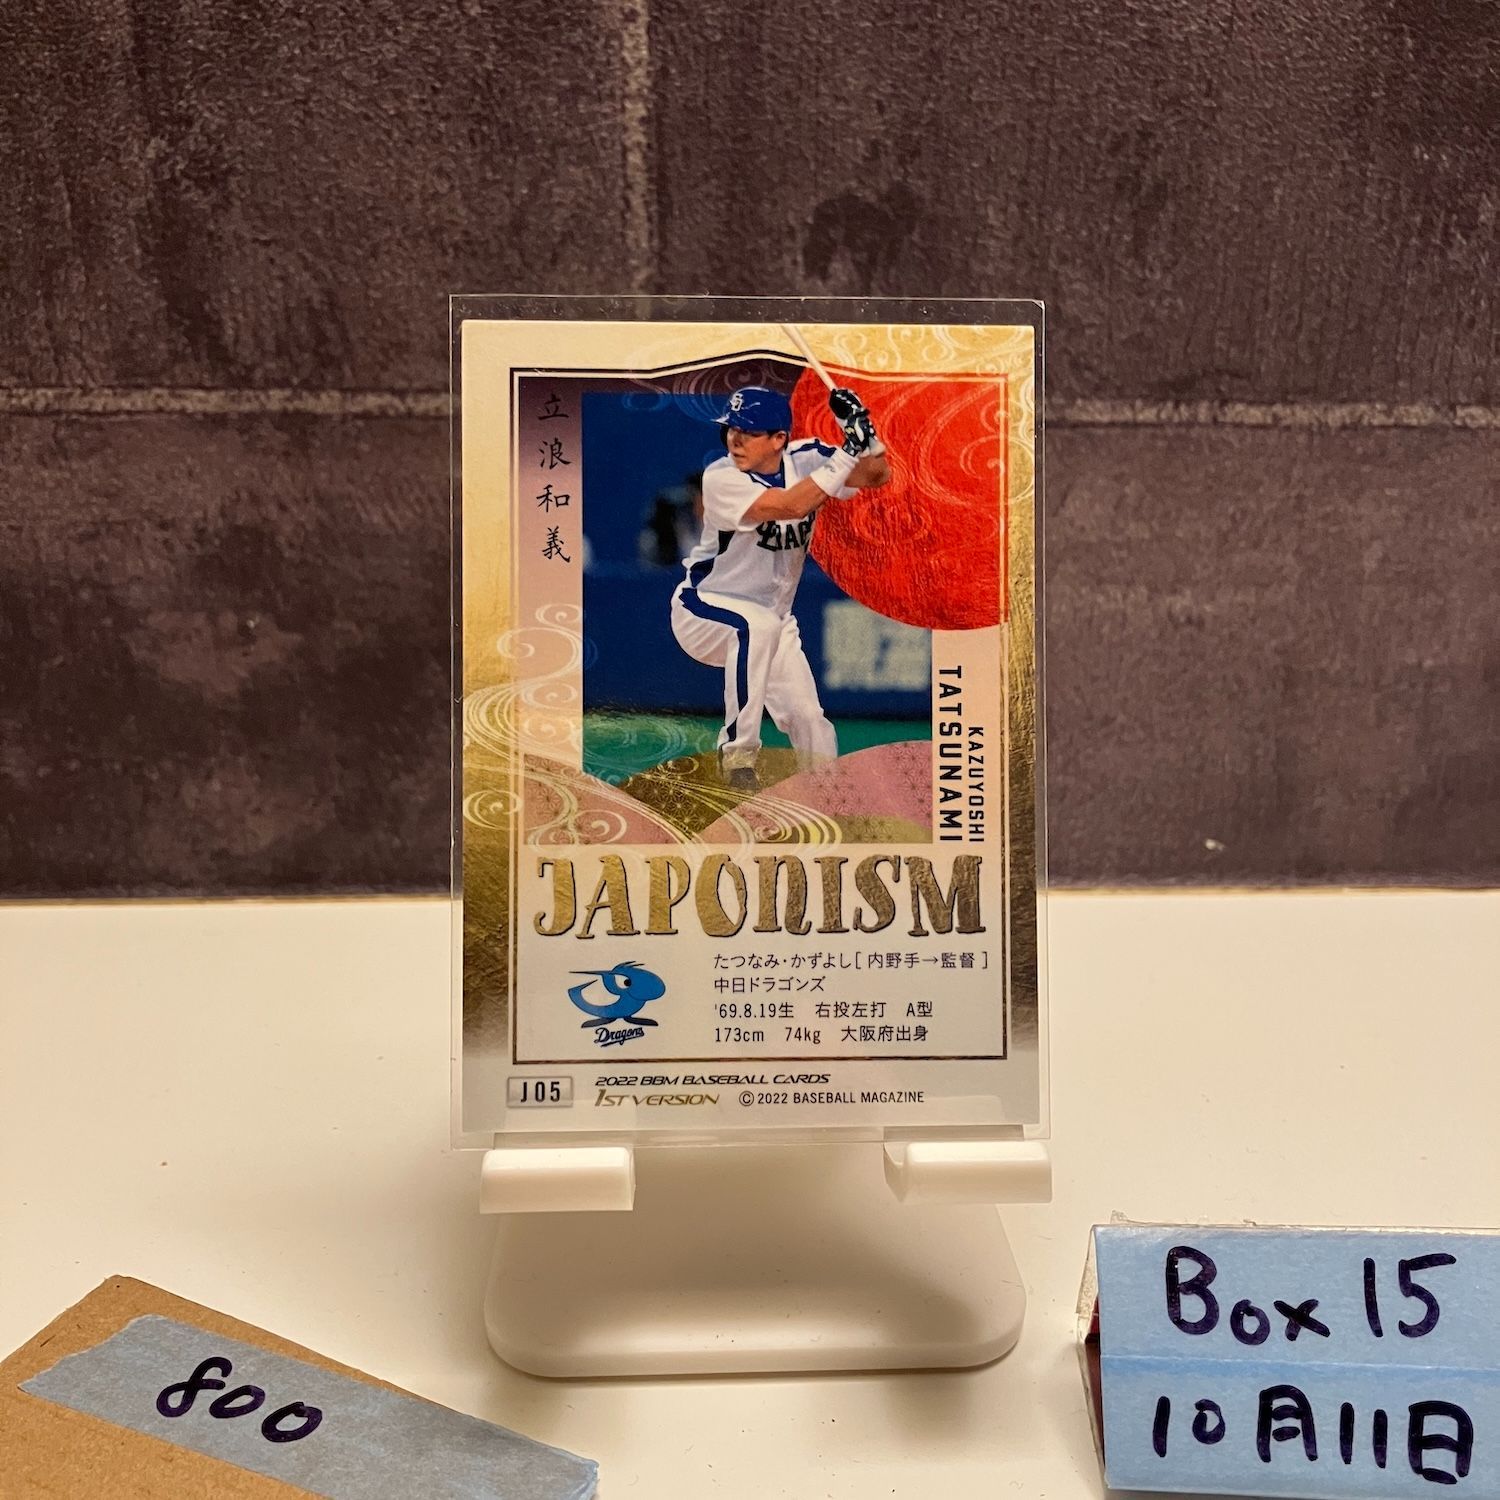 立浪和義
KAZUYOSHI
TATSUNAMI
DRAG
JAPONISM
たつなみ・かずよし[ 内野手→監督 ]
中日ドラゴンズ
'69.8.19生 右投左打 A型
173cm 74kg 大阪府出身
Dragons
J05
2022 BBM BASEBALL CARDS
1ST VERSION © 2022 BASEBALL MAGAZINE
800
Box 15
10月11日